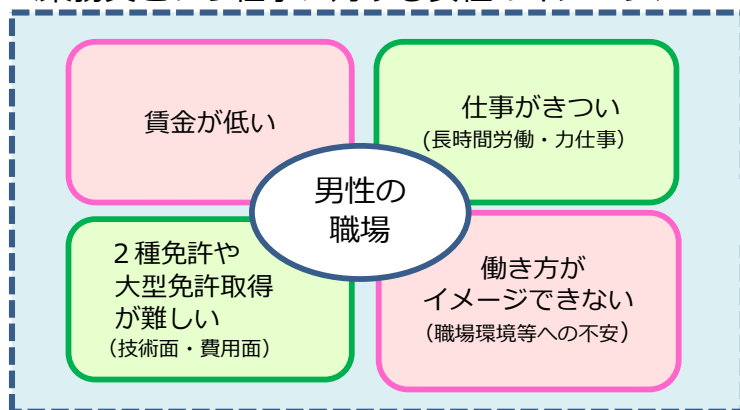 賃金が低い
仕事がきつい
(長時間労働・力仕事)
男性の
職場
２種免許や
大型免許取得
が難しい
（技術面・費用面）
働き方が
イメージできない
（職場環境等への不安）